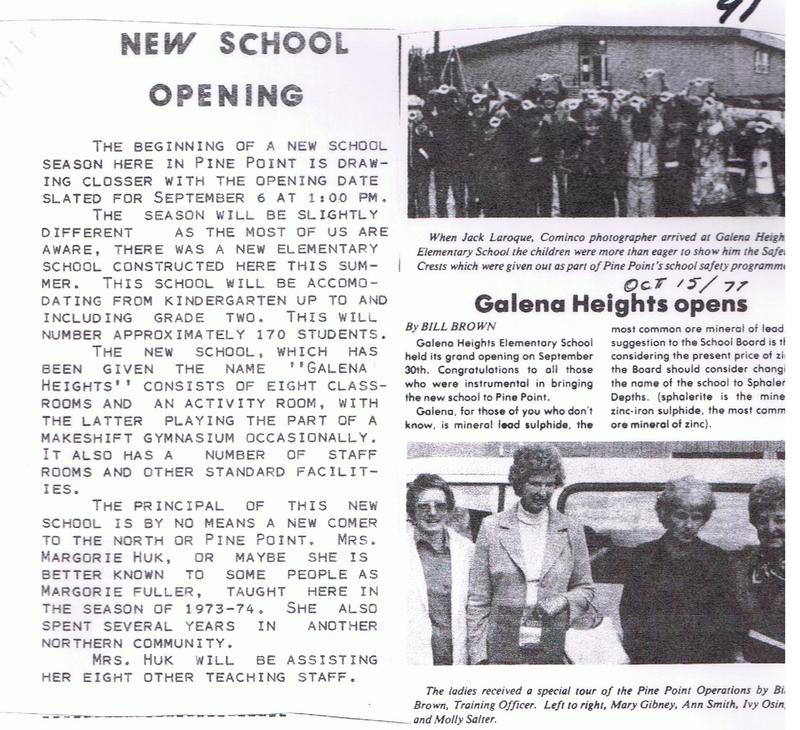 91
NEW SCHOOL
OPENING
THE BEGINNING OF A NEW SCHOOL
SEASON HERE IN PINE POINT IS DRAW-
ING CLOSSER WITH THE OPENING DATE
SLATED FOR SEPTEMBER 6 AT 1:00 PM.
THE SEASON WILL BE SLIGHTLY
DIFFERENT AS THE MOST OF US ARE
AWARE, THERE WAS A NEW ELEMENTARY
SCHOOL CONSTRUCTED HERE THIS SUM-
MER. THIS SCHOOL WILL BE ACCOMO-
DATING FROM KINDERGARTEN UP TO AND
INCLUDING GRADE TWO. THIS WILL
NUMBER APPROXIMATELY 170 STUDENTS.
THE NEW SCHOOL, WHICH HAS
BEEN GIVEN THE NAME ''GALENA
HEIGHTS'' CONSISTS OF EIGHT CLASS-
ROOMS AND AN ACTIVITY ROOM, WITH
THE LATTER PLAYING THE PART OF A
MAKESHIFT GYMNASIUM OCCASIONALLY.
IT ALSO HAS A NUMBER OF STAFF
ROOMS AND OTHER STANDARD FACILIT-
IES.
THE PRINCIPAL OF THIS NEW
SCHOOL IS BY NO MEANS A NEW COMER
TO THE NORTH OR PINE POINT. MRS.
MARGORIE HUK, OR MAYBE SHE IS
BETTER KNOWN TO SOME PEOPLE AS
MARGORIE FULLER, TAUGHT HERE IN
THE SEASON OF 1973-74. SHE ALSO
SPENT SEVERAL YEARS IN ANOTHER
NORTHERN COMMUNITY.
MRS. HUK WILL BE ASSISTING
HER EIGHT OTHER TEACHING STAFF.
When Jack Laroque, Cominco photographer arrived at Galena Heigh
Elementary School the children were more than eager to show him the Safe
Crests which were given out as part of Pine Point's school safety programm
OCT 15/77
Galena Heights opens
By BILL BROWN
Galena Heights Elementary School
held its grand opening on September
30th. Congratulations to all those
who were instrumental in bringing
the new school to Pine Point.
Galena, for those of you who don't
know, is mineral lead sulphide, the
most common ore mineral of lead
suggestion to the School Board is th
considering the present price of zi
the Board should consider changi
the name of the school to Sphaler
Depths. (sphalerite is the mine
zinc-iron sulphide, the most comm
ore mineral of zinc).
The ladies received a special tour of the Pine Point Operations by Bi
Brown, Training Officer. Left to right, Mary Gibney, Ann Smith, Ivy Osin
and Molly Salter.